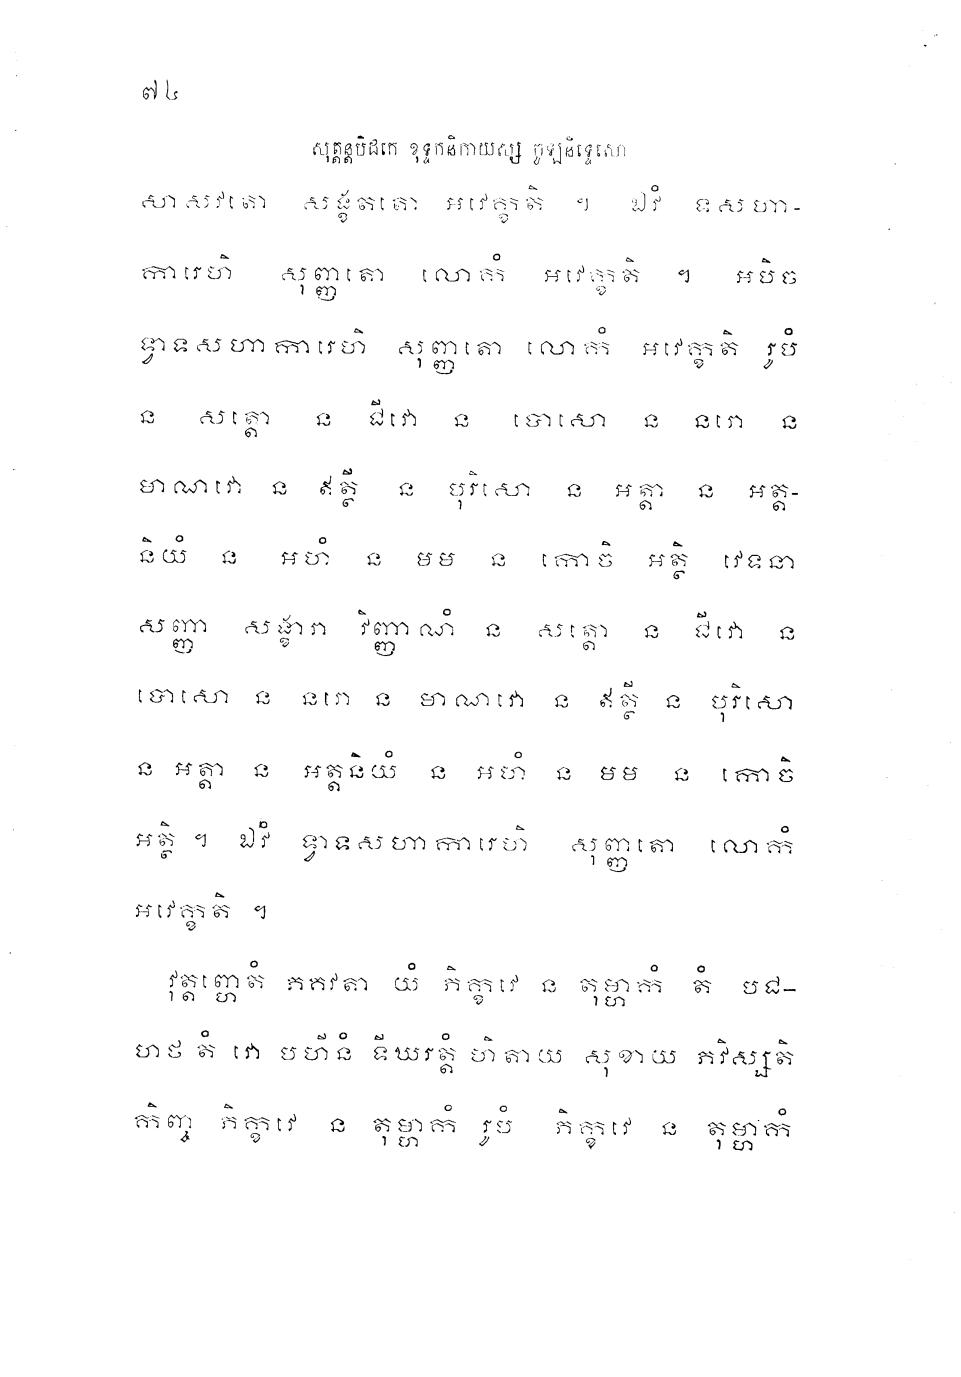 ៧៤
សុត្តន្តបិដកេ ខុទ្ទកនិកាយស្ស ចូឡនិទ្ទេសោ
សាសវតោ សង្ខតតោ អវេក្ខតិ ។ ឯវំ ទសហា-
ការេហិ សុញ្ញតោ លោកំ អវេក្ខតិ ។ អបិច
ទ្វាទសហាការេហិ សុញ្ញតោ លោកំ អវេក្ខតិ រូបំ
ន សត្តោ ន ជីវោ ន បោសោ ន នរោ ន
មាណវោ ន ឥត្ថី ន បុរិសោ ន អត្តា ន អត្ត-
និយំ ន អហំ ន មម ន កោចិ អត្ថិ វេទនា
សញ្ញា សង្ខារា វិញ្ញាណំ ន សត្តោ ន ជីវោ ន
បោសោ ន នរោ ន មាណវោ ន ឥត្ថី ន បុរិសោ
ន អត្តា ន អត្តនិយំ ន អហំ ន មម ន កោចិ
អត្ថិ ។ ឯវំ ទ្វាទសហាការេហិ សុញ្ញតោ លោកំ
អវេក្ខតិ ។
វុត្តញ្ហេតំ ភគវតា យំ ភិក្ខវេ ន តុម្ហាកំ តំ បជ-
ហថ តំ វោ បហីនំ ទីឃរត្តំ ហិតាយ សុខាយ ភវិស្សតិ
កិញ្ច ភិក្ខវេ ន តុម្ហាកំ រូបំ ភិក្ខវេ ន តុម្ហាកំ